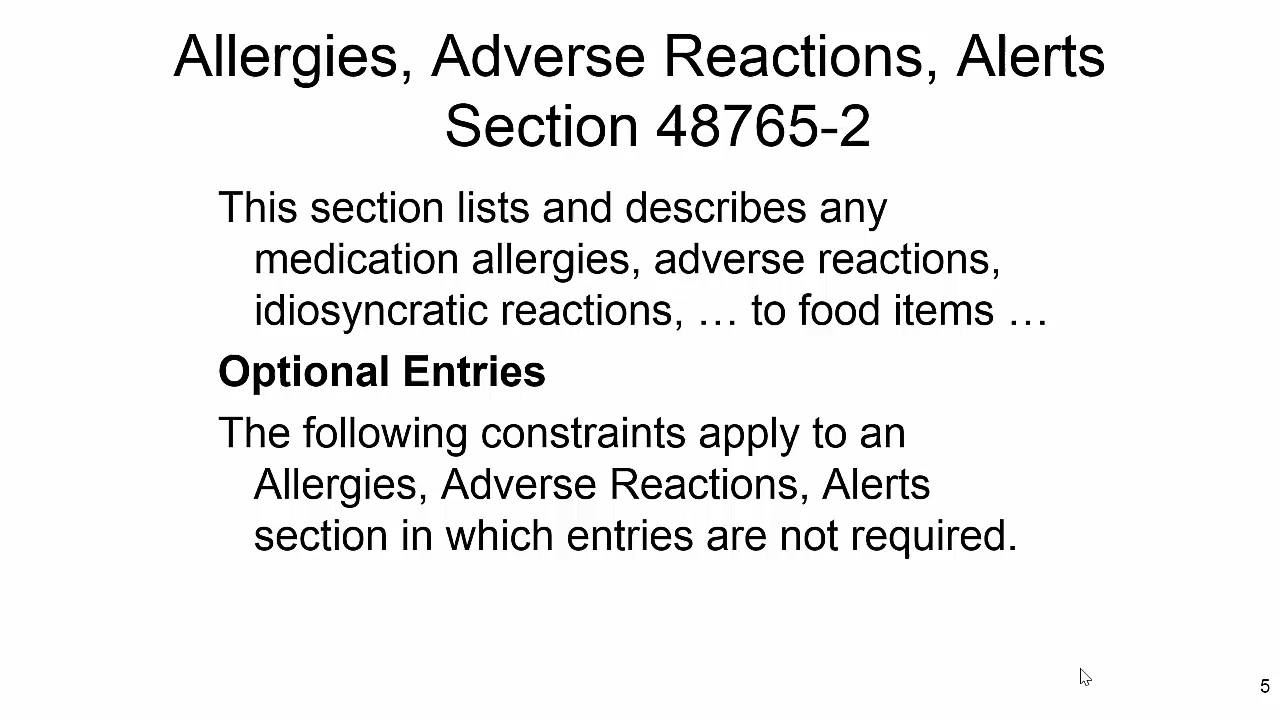 Allergies, Adverse Reactions, Alerts
Section 48765-2
This section lists and describes any
medication allergies, adverse reactions,
idiosyncratic reactions, … to food items …
Optional Entries
The following constraints apply to an
Allergies, Adverse Reactions, Alerts
section in which entries are not required.
5